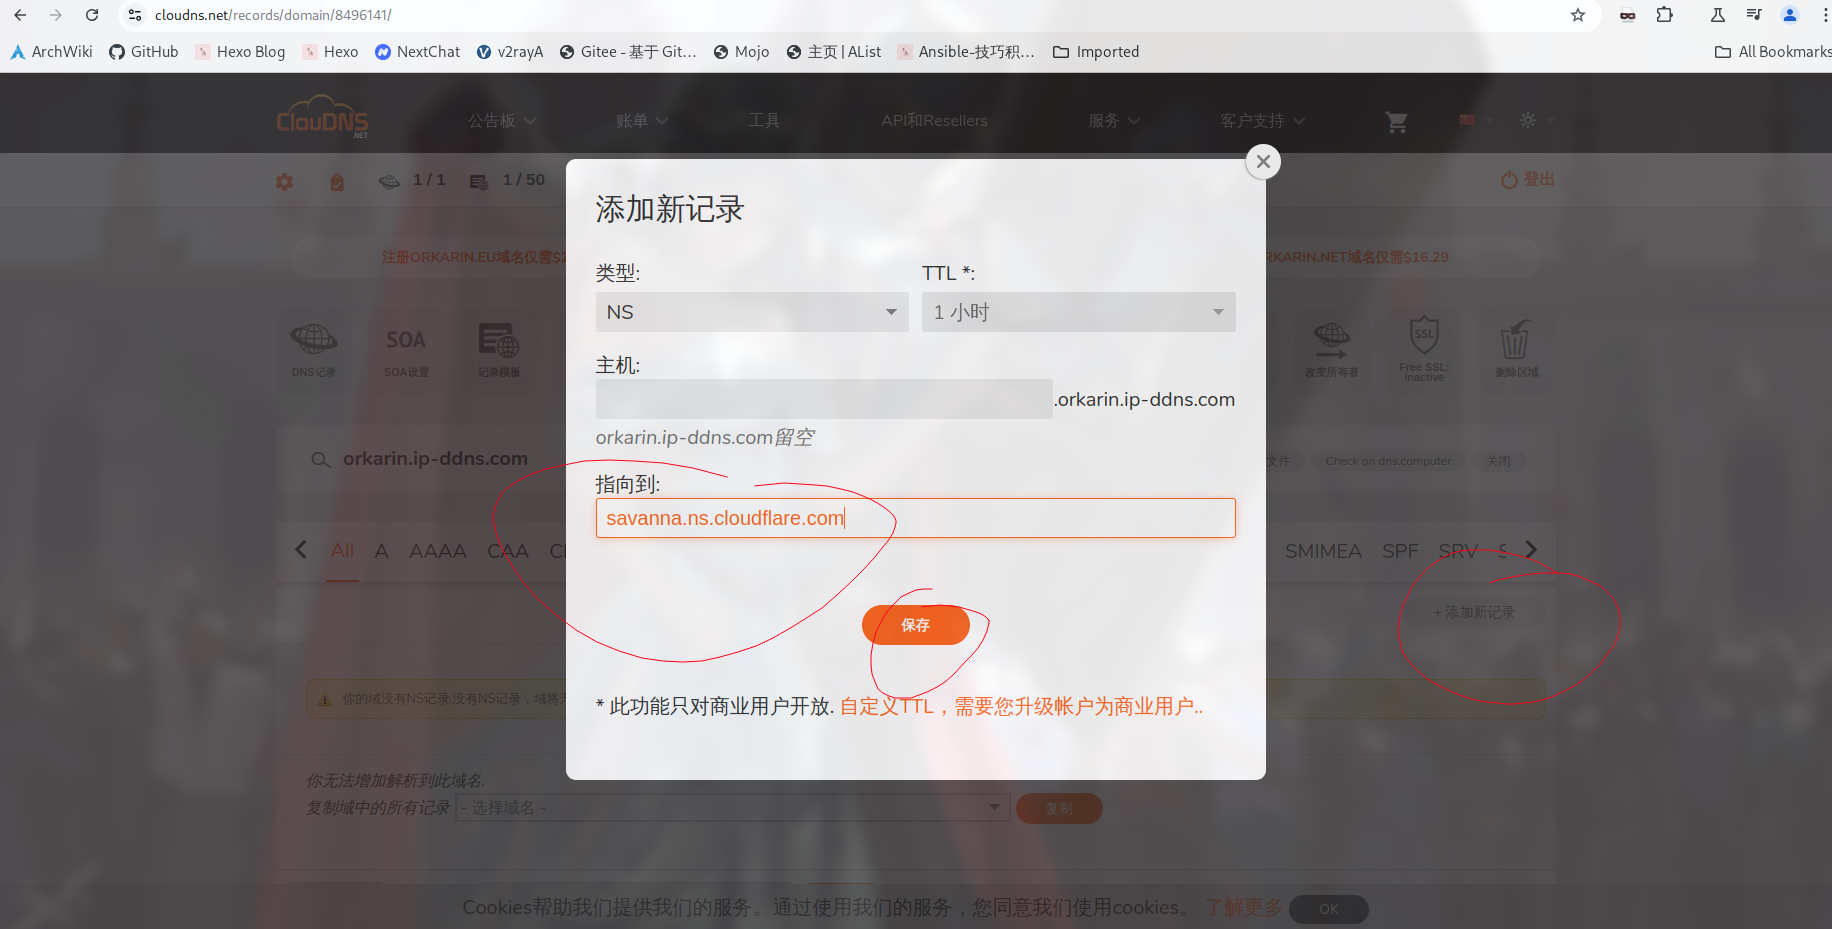 cloudns.net/records/domain/8496141/
ArchWiki GitHub Hexo Blog Hexo NextChat v2rayA Gitee - 基于 Git… Mojo 主页 | AList Ansible-技巧积… Imported All Bookmarks
ClouDNS .NET 公告板 账单 工具 API和Resellers 服务 客户支持
1 / 1 1 / 50 登出
注册ORKARIN.EU域名仅需$2 RKARIN.NET域名仅需$16.29
添加新记录
类型: TTL *:
NS 1 小时
主机:
.orkarin.ip-ddns.com
orkarin.ip-ddns.com留空
指向到:
savanna.ns.cloudflare.com
保存
* 此功能只对商业用户开放. 自定义TTL，需要您升级帐户为商业用户..
SOA SSL
DNS记录 SOA设置 记录模板 改变所有者 Free SSL: inactive 删除区域
orkarin.ip-ddns.com 文件 Check on dns.computer 关闭
All A AAAA CAA C SMIMEA SPF SRV S
+ 添加新记录
你的域没有NS记录.没有NS记录，域将
你无法增加解析到此域名.
复制域中的所有记录 - 选择域名 - 复制
Cookies帮助我们提供我们的服务。通过使用我们的服务，您同意我们使用cookies。 了解更多 OK